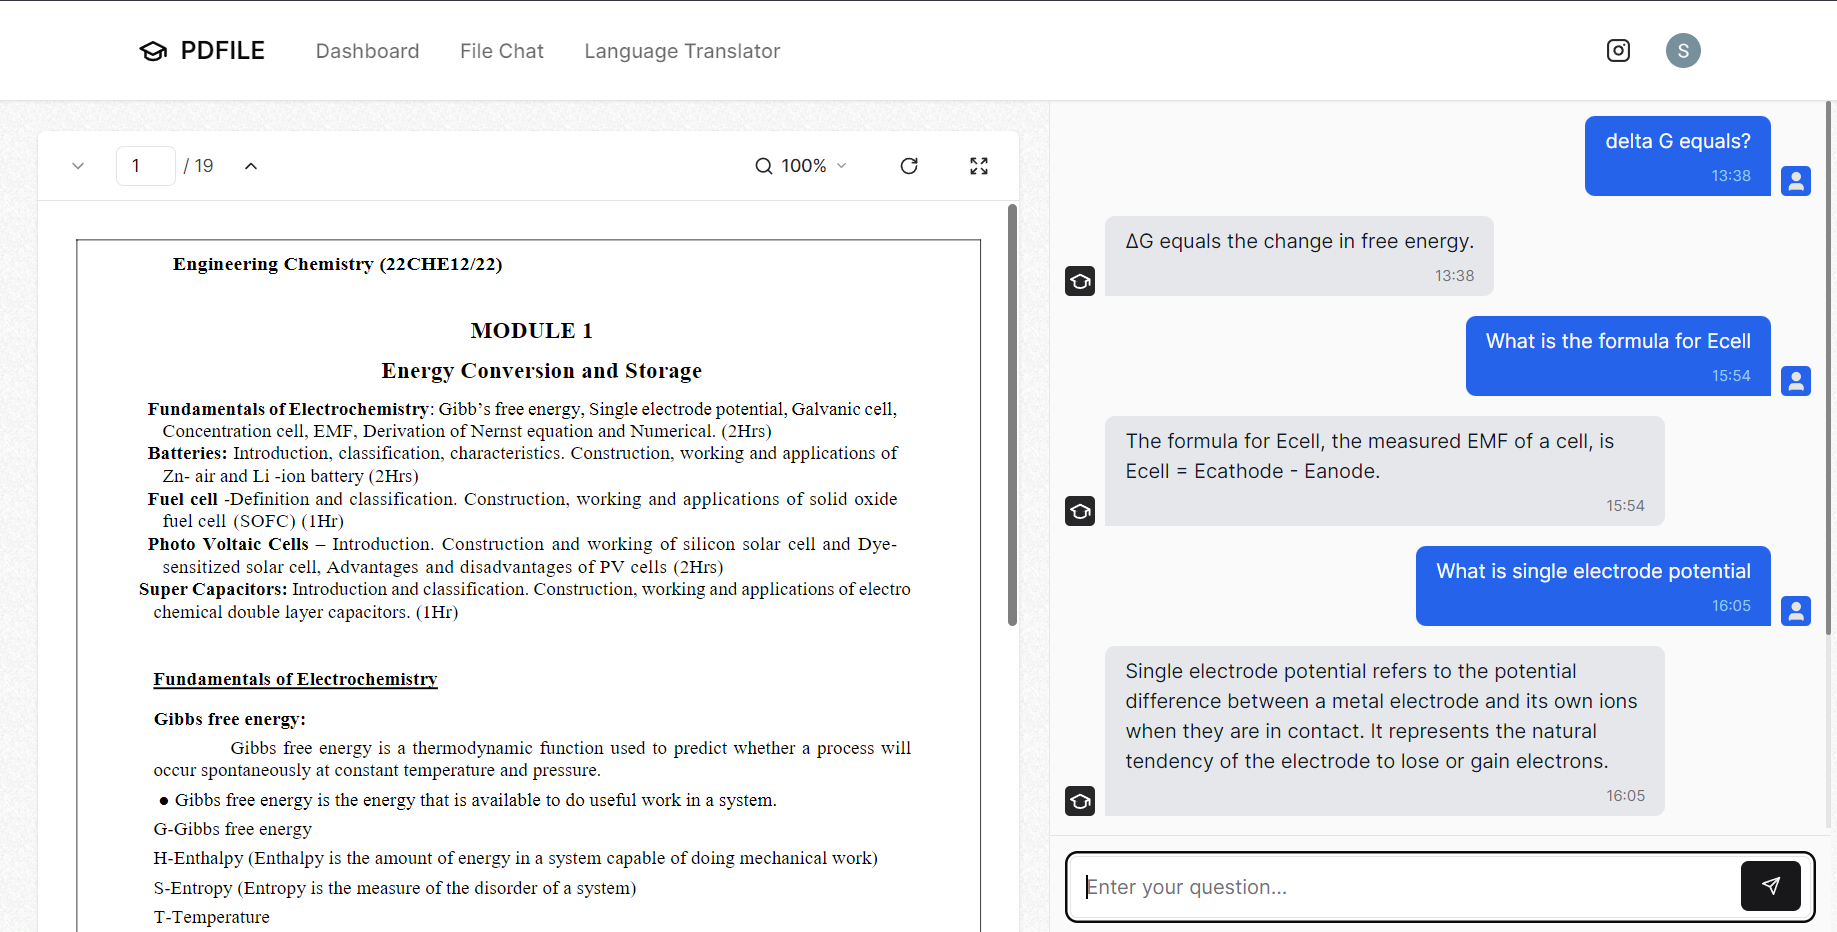 PDFILE
Dashboard
File Chat
Language Translator
S
1 / 19
100%
Engineering Chemistry (22CHE12/22)
MODULE 1
Energy Conversion and Storage
Fundamentals of Electrochemistry: Gibb's free energy, Single electrode potential, Galvanic cell,
Concentration cell, EMF, Derivation of Nernst equation and Numerical. (2Hrs)
Batteries: Introduction, classification, characteristics. Construction, working and applications of
Zn- air and Li -ion battery (2Hrs)
Fuel cell -Definition and classification. Construction, working and applications of solid oxide
fuel cell (SOFC) (1Hr)
Photo Voltaic Cells – Introduction. Construction and working of silicon solar cell and Dye-
sensitized solar cell, Advantages and disadvantages of PV cells (2Hrs)
Super Capacitors: Introduction and classification. Construction, working and applications of electro
chemical double layer capacitors. (1Hr)
Fundamentals of Electrochemistry
Gibbs free energy:
Gibbs free energy is a thermodynamic function used to predict whether a process will
occur spontaneously at constant temperature and pressure.
● Gibbs free energy is the energy that is available to do useful work in a system.
G-Gibbs free energy
H-Enthalpy (Enthalpy is the amount of energy in a system capable of doing mechanical work)
S-Entropy (Entropy is the measure of the disorder of a system)
T-Temperature
delta G equals?
13:38
ΔG equals the change in free energy.
13:38
What is the formula for Ecell
15:54
The formula for Ecell, the measured EMF of a cell, is
Ecell = Ecathode - Eanode.
15:54
What is single electrode potential
16:05
Single electrode potential refers to the potential
difference between a metal electrode and its own ions
when they are in contact. It represents the natural
tendency of the electrode to lose or gain electrons.
16:05
Enter your question...